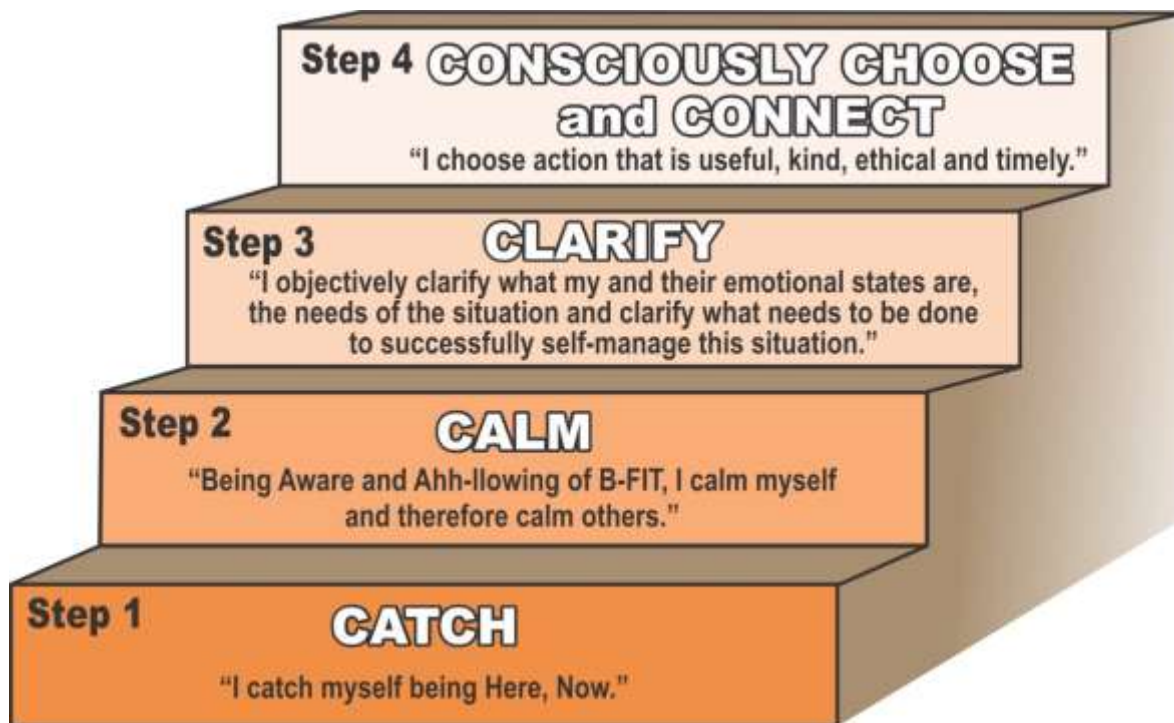 Step 4 CONSCIOUSLY CHOOSE
and CONNECT
“I choose action that is useful, kind, ethical and timely.”
Step 3 CLARIFY
“I objectively clarify what my and their emotional states are,
the needs of the situation and clarify what needs to be done
to successfully self-manage this situation.”
Step 2 CALM
“Being Aware and Ahh-llowing of B-FIT, I calm myself
and therefore calm others.”
Step 1 CATCH
“I catch myself being Here, Now.”